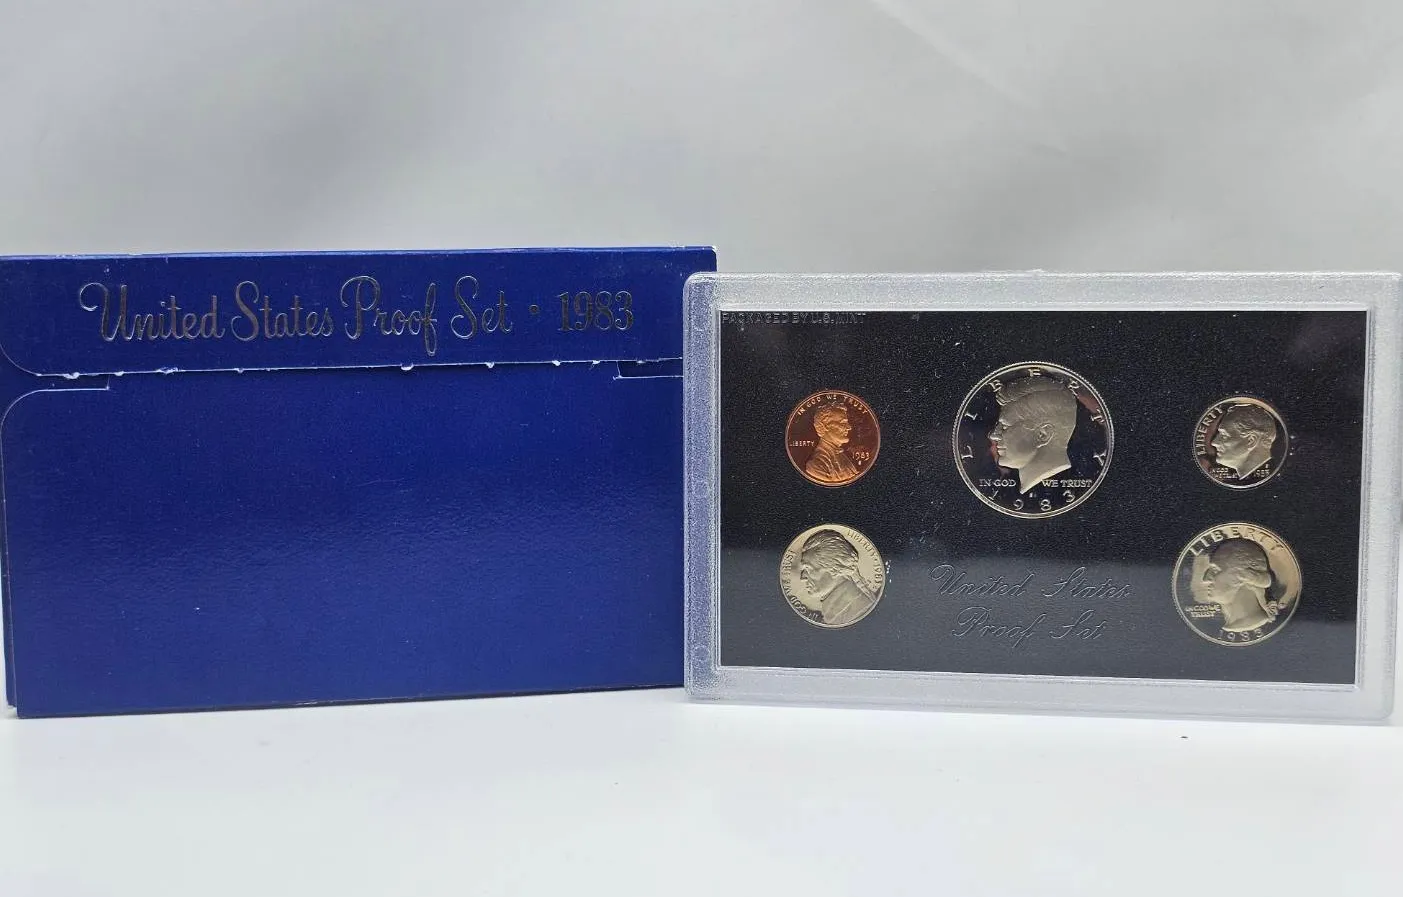 United States Proof Set · 1983
PACKAGED BY U.S. MINT
IN GOD WE TRUST
LIBERTY
1983
S
LIBERTY
IN GOD WE TRUST
1983
LIBERTY
1983
IN GOD WE TRUST
LIBERTY · 1983
United States
Proof Set
LIBERTY
IN GOD WE
TRUST
1983